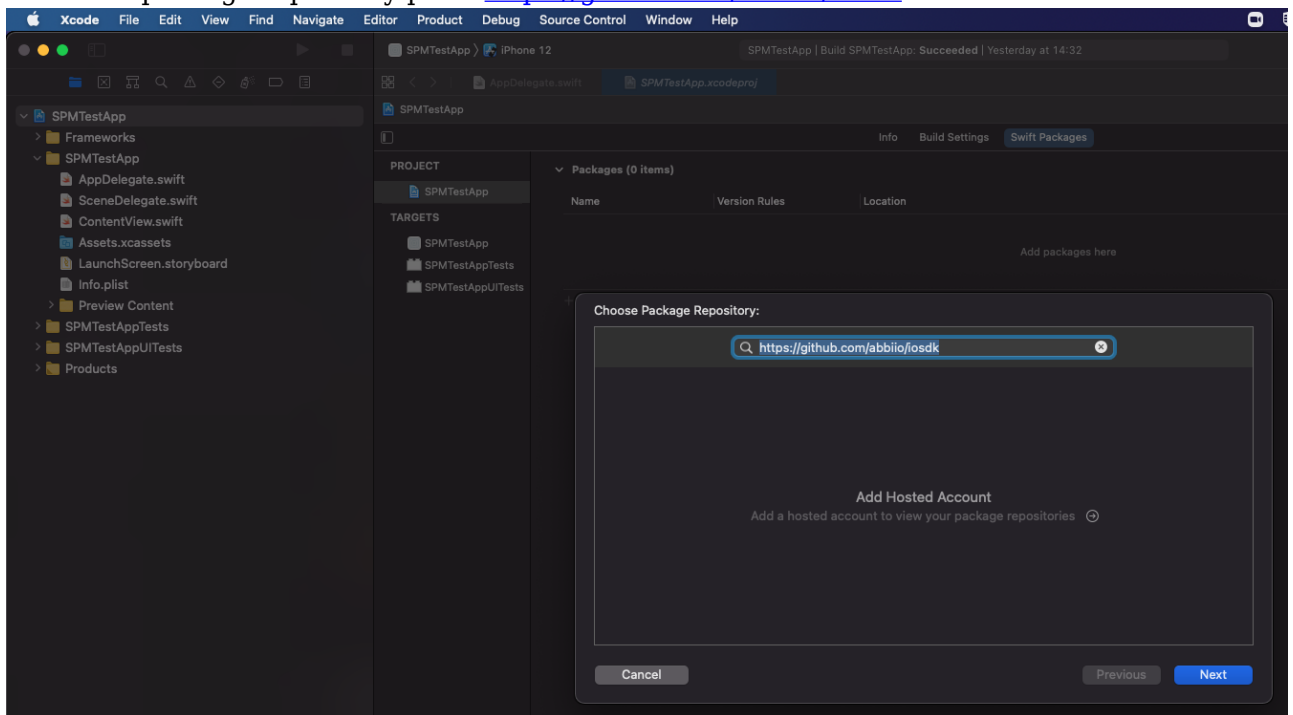 Xcode File Edit View Find Navigate Editor Product Debug Source Control Window Help
SPMTestApp 〉 iPhone 12
SPMTestApp | Build SPMTestApp: Succeeded | Yesterday at 14:32
AppDelegate.swift
SPMTestApp.xcodeproj
SPMTestApp
SPMTestApp
Frameworks
SPMTestApp
AppDelegate.swift
SceneDelegate.swift
ContentView.swift
Assets.xcassets
LaunchScreen.storyboard
Info.plist
Preview Content
SPMTestAppTests
SPMTestAppUITests
Products
Info Build Settings Swift Packages
PROJECT
SPMTestApp
TARGETS
SPMTestApp
SPMTestAppTests
SPMTestAppUITests
Packages (0 items)
Name Version Rules Location
Add packages here
Choose Package Repository:
https://github.com/abbiio/iosdk
Add Hosted Account
Add a hosted account to view your package repositories
Cancel Previous Next